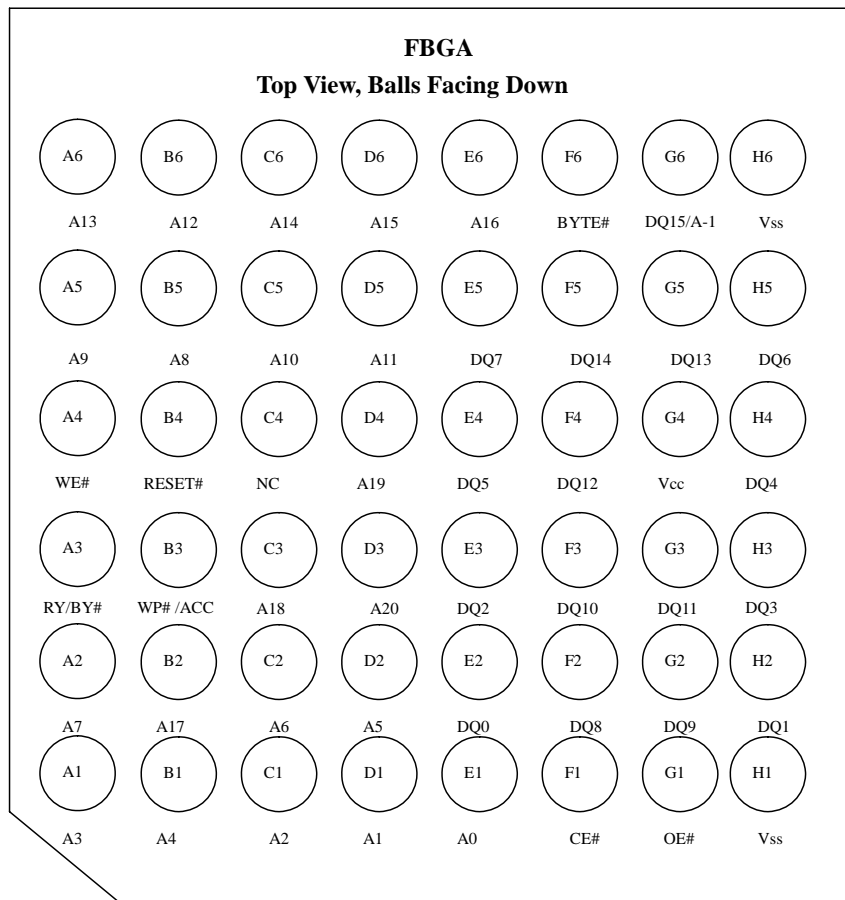 FBGA
Top View, Balls Facing Down
A6 B6 C6 D6 E6 F6 G6 H6
A13 A12 A14 A15 A16 BYTE# DQ15/A-1 Vss
A5 B5 C5 D5 E5 F5 G5 H5
A9 A8 A10 A11 DQ7 DQ14 DQ13 DQ6
A4 B4 C4 D4 E4 F4 G4 H4
WE# RESET# NC A19 DQ5 DQ12 Vcc DQ4
A3 B3 C3 D3 E3 F3 G3 H3
RY/BY# WP# /ACC A18 A20 DQ2 DQ10 DQ11 DQ3
A2 B2 C2 D2 E2 F2 G2 H2
A7 A17 A6 A5 DQ0 DQ8 DQ9 DQ1
A1 B1 C1 D1 E1 F1 G1 H1
A3 A4 A2 A1 A0 CE# OE# Vss